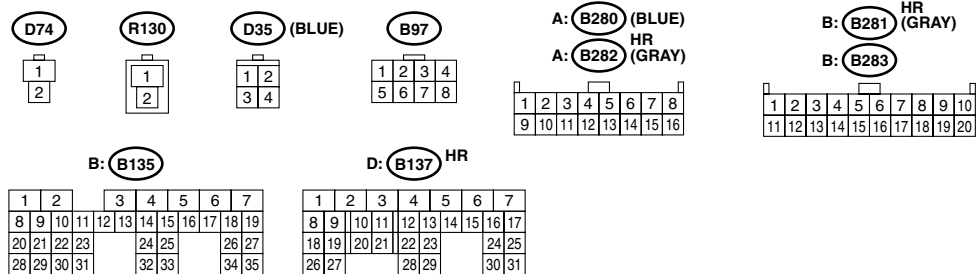 D74
1
2
R130
1
2
D35 (BLUE)
1 2
3 4
B97
1 2 3 4
5 6 7 8
A: B280 (BLUE)
A: B282 HR (GRAY)
1 2 3 4 5 6 7 8
9 10 11 12 13 14 15 16
B: B281 HR (GRAY)
B: B283
1 2 3 4 5 6 7 8 9 10
11 12 13 14 15 16 17 18 19 20
B: B135
1 2 3 4 5 6 7
8 9 10 11 12 13 14 15 16 17 18 19
20 21 22 23 24 25 26 27
28 29 30 31 32 33 34 35
D: B137 HR
1 2 3 4 5 6 7
8 9 10 11 12 13 14 15 16 17
18 19 20 21 22 23 24 25
26 27 28 29 30 31